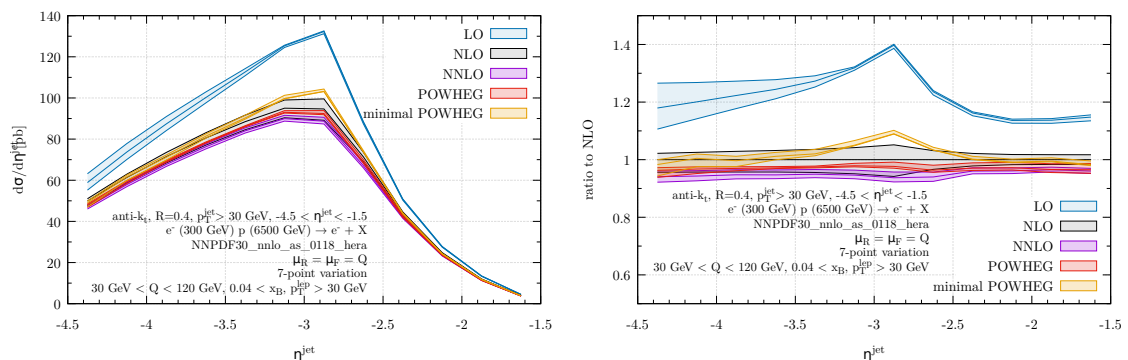 140
120
100
80
60
40
20
0
-4.5 -4 -3.5 -3 -2.5 -2 -1.5
η^jet
LO
NLO
NNLO
POWHEG
minimal POWHEG
anti-k_t, R=0.4, p_T^jet> 30 GeV, -4.5 < η^jet< -1.5
e^- (300 GeV) p (6500 GeV) → e^- + X
NNPDF30_nnlo_as_0118_hera
μ_R = μ_F = Q
7-point variation
30 GeV < Q < 120 GeV, 0.04 < x_B, p_T^lep > 30 GeV
ratio to NLO
1.4
1.2
1
0.8
0.6
anti-k_t, R=0.4, p_T^jet> 30 GeV, -4.5 < η^jet< -1.5
e^- (300 GeV) p (6500 GeV) → e^- + X
NNPDF30_nnlo_as_0118_hera
μ_R = μ_F = Q
7-point variation
30 GeV < Q < 120 GeV, 0.04 < x_B, p_T^lep > 30 GeV
LO
NLO
NNLO
POWHEG
minimal POWHEG
-4.5 -4 -3.5 -3 -2.5 -2 -1.5
η^jet